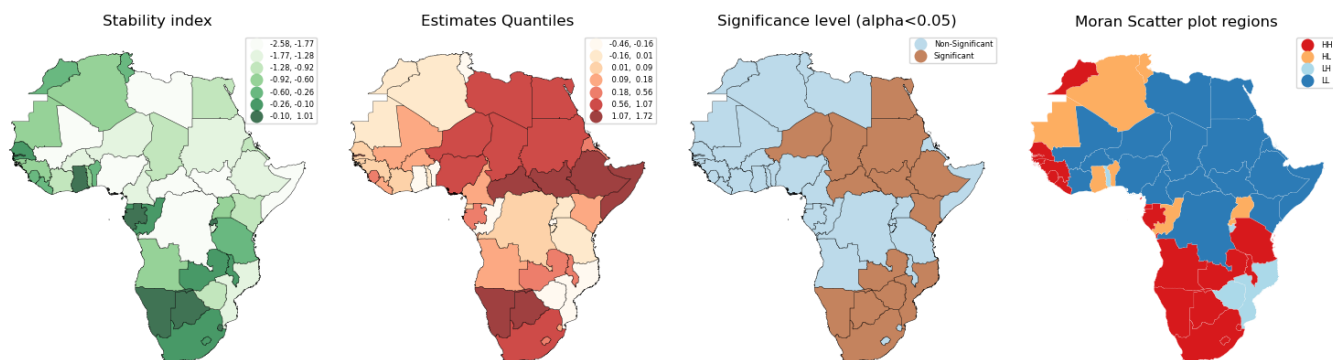 Stability index
-2.58, -1.77
-1.77, -1.28
-1.28, -0.92
-0.92, -0.60
-0.60, -0.26
-0.26, -0.10
-0.10, 1.01
Estimates Quantiles
-0.46, -0.16
-0.16, 0.01
0.01, 0.09
0.09, 0.18
0.18, 0.56
0.56, 1.07
1.07, 1.72
Significance level (alpha<0.05)
Non-Significant
Significant
Moran Scatter plot regions
HH
HL
LH
LL